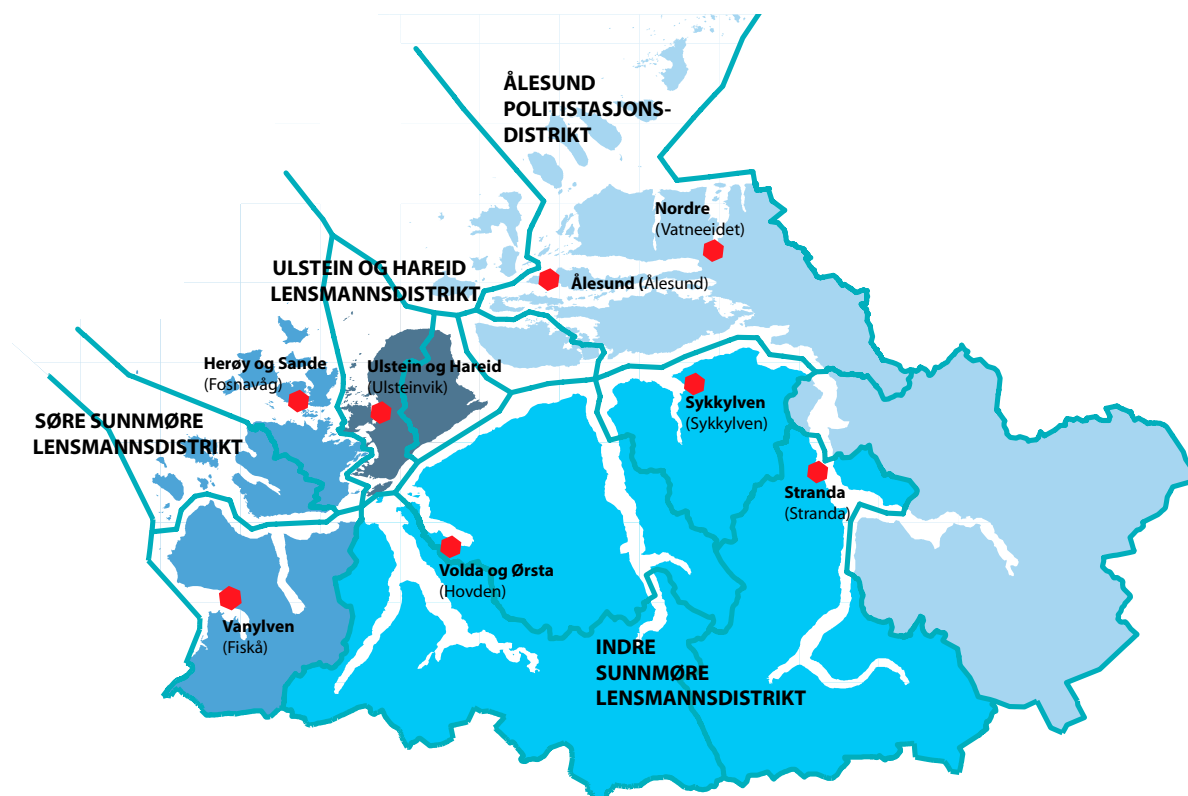 ÅLESUND
POLITISTASJONS-
DISTRIKT
Nordre
(Vatneeidet)
Ålesund (Ålesund)
ULSTEIN OG HAREID
LENSMANNSDISTRIKT
Herøy og Sande
(Fosnavåg)
Ulstein og Hareid
(Ulsteinvik)
SØRE SUNNMØRE
LENSMANNSDISTRIKT
Sykkylven
(Sykkylven)
Stranda
(Stranda)
Volda og Ørsta
(Hovden)
Vanylven
(Fiskå)
INDRE
SUNNMØRE
LENSMANNSDISTRIKT